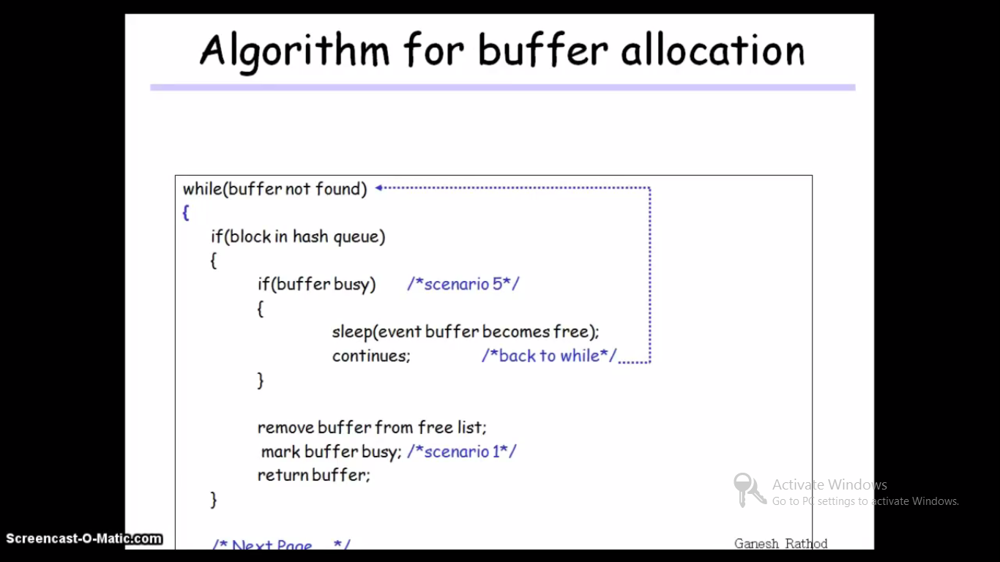 Algorithm for buffer allocation
while(buffer not found)
{
if(block in hash queue)
{
if(buffer busy) /*scenario 5*/
{
sleep(event buffer becomes free);
continues; /*back to while*/
}
remove buffer from free list;
mark buffer busy; /*scenario 1*/
return buffer;
}
/* Next Page... */
Activate Windows
Go to PC settings to activate Windows.
Screencast-O-Matic.com
Ganesh Rathod